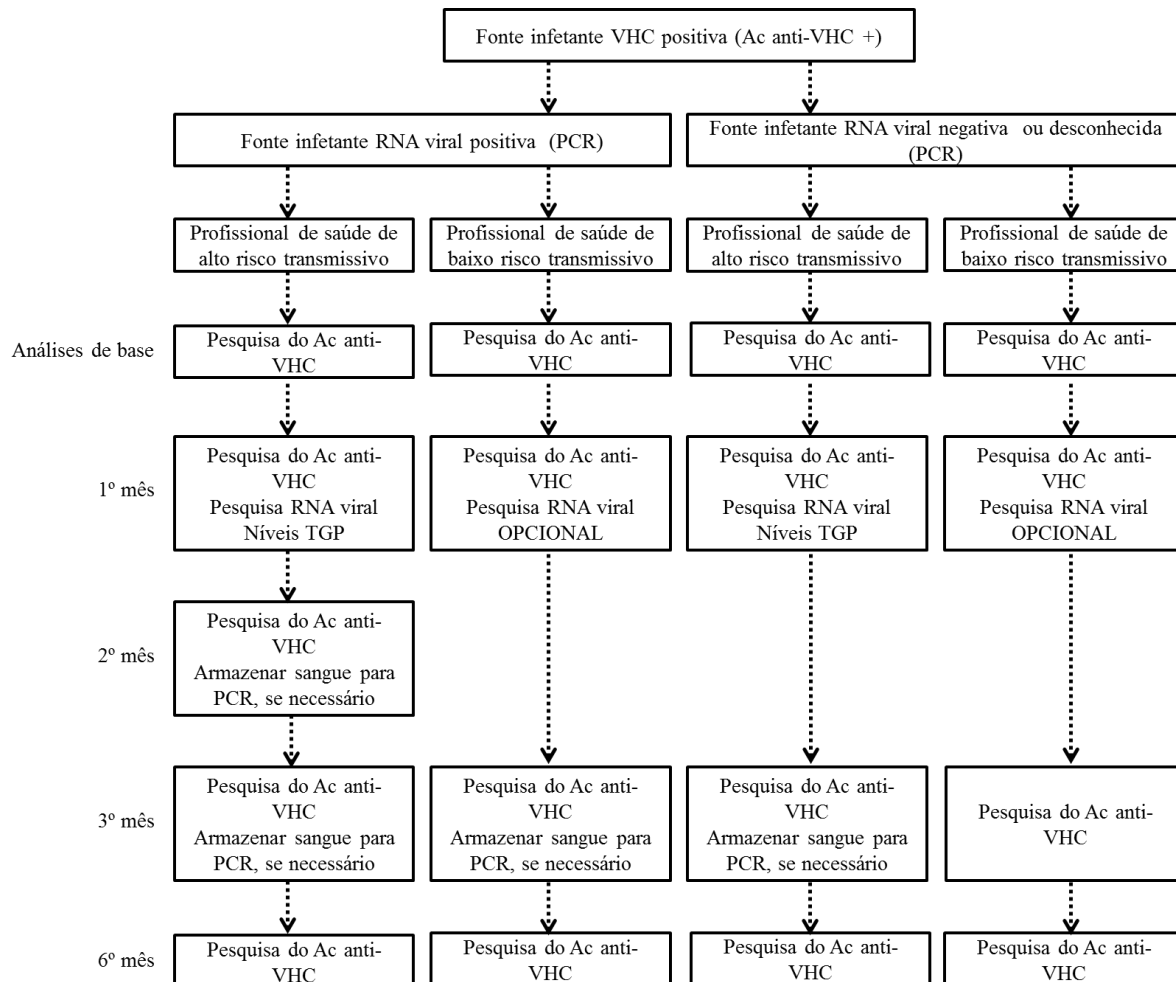 Fonte infetante VHC positiva (Ac anti-VHC +)
Fonte infetante RNA viral positiva (PCR)
Fonte infetante RNA viral negativa ou desconhecida
(PCR)
Profissional de saúde de
alto risco transmissivo
Profissional de saúde de
baixo risco transmissivo
Profissional de saúde de
alto risco transmissivo
Profissional de saúde de
baixo risco transmissivo
Análises de base
Pesquisa do Ac anti-
VHC
Pesquisa do Ac anti-
VHC
Pesquisa do Ac anti-
VHC
Pesquisa do Ac anti-
VHC
1º mês
Pesquisa do Ac anti-
VHC
Pesquisa RNA viral
Níveis TGP
Pesquisa do Ac anti-
VHC
Pesquisa RNA viral
OPCIONAL
Pesquisa do Ac anti-
VHC
Pesquisa RNA viral
Níveis TGP
Pesquisa do Ac anti-
VHC
Pesquisa RNA viral
OPCIONAL
2º mês
Pesquisa do Ac anti-
VHC
Armazenar sangue para
PCR, se necessário
3º mês
Pesquisa do Ac anti-
VHC
Armazenar sangue para
PCR, se necessário
Pesquisa do Ac anti-
VHC
Armazenar sangue para
PCR, se necessário
Pesquisa do Ac anti-
VHC
Armazenar sangue para
PCR, se necessário
Pesquisa do Ac anti-
VHC
6º mês
Pesquisa do Ac anti-
VHC
Pesquisa do Ac anti-
VHC
Pesquisa do Ac anti-
VHC
Pesquisa do Ac anti-
VHC